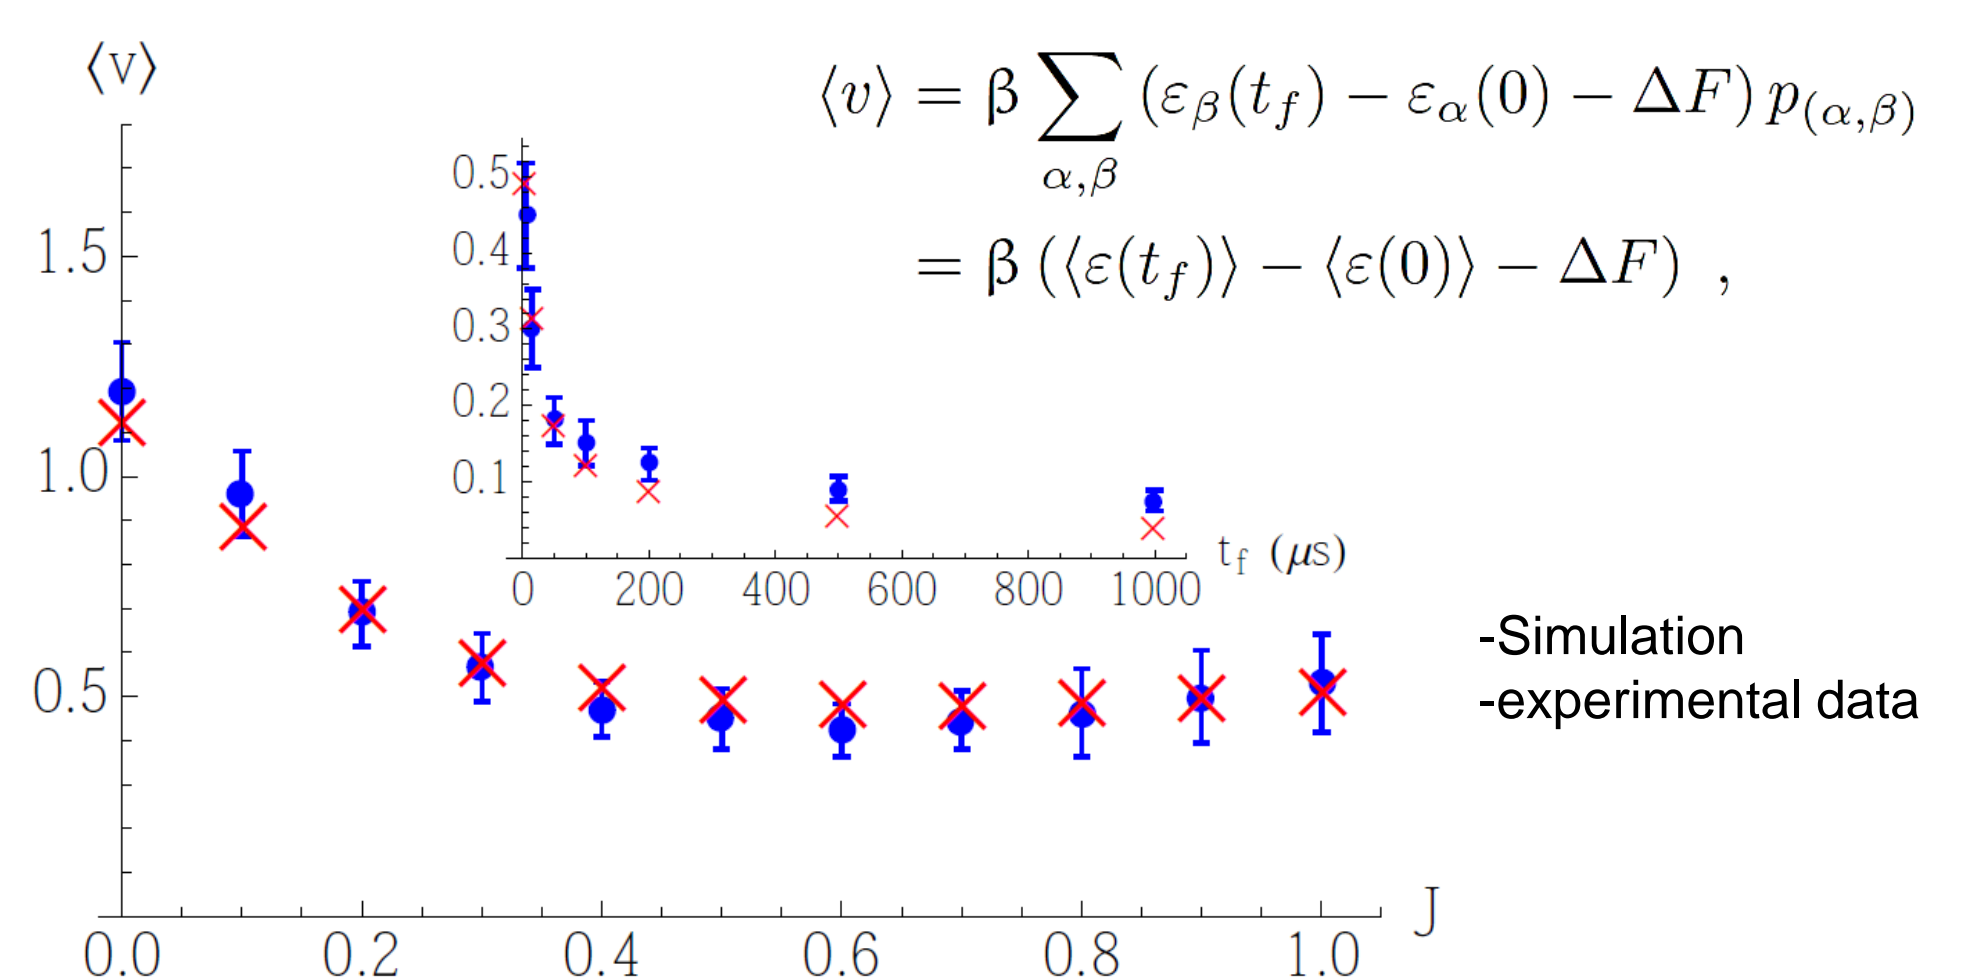 ⟨v⟩
⟨v⟩ = β ∑ (ε_β(t_f) − ε_α(0) − ΔF) p_(α,β)
α,β
= β (⟨ε(t_f)⟩ − ⟨ε(0)⟩ − ΔF) ,
0.5
0.4
0.3
0.2
0.1
0 200 400 600 800 1000
t_f (μs)
1.5
1.0
0.5
-Simulation
-experimental data
0.0 0.2 0.4 0.6 0.8 1.0
J